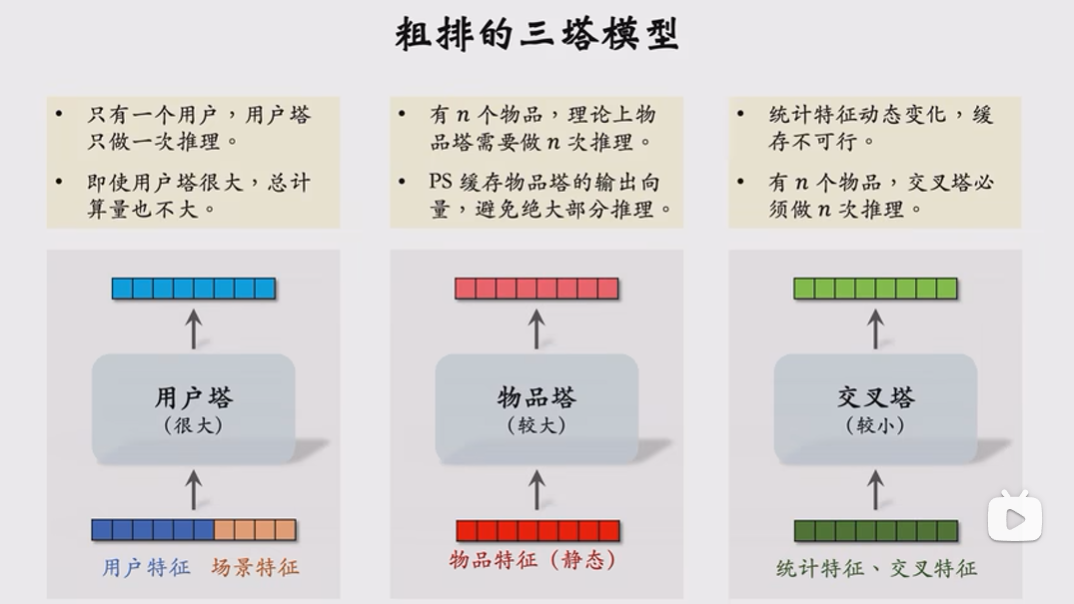 粗排的三塔模型
• 只有一个用户，用户塔
只做一次推理。
• 即使用户塔很大，总计
算量也不大。
• 有 n 个物品，理论上物
品塔需要做 n 次推理。
• PS 缓存物品塔的输出向
量，避免绝大部分推理。
• 统计特征动态变化，缓
存不可行。
• 有 n 个物品，交叉塔必
须做 n 次推理。
用户塔
（很大）
物品塔
（较大）
交叉塔
（较小）
用户特征 场景特征
物品特征（静态）
统计特征、交叉特征